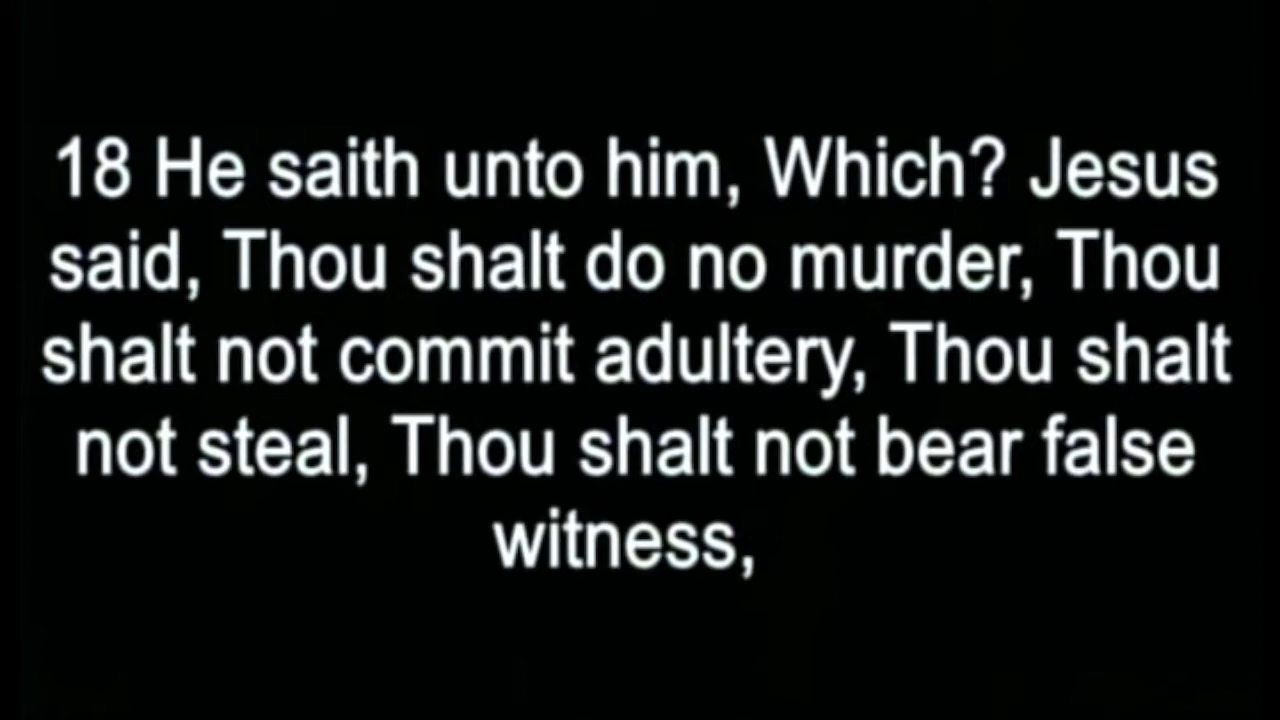 18 He saith unto him, Which? Jesus
said, Thou shalt do no murder, Thou
shalt not commit adultery, Thou shalt
not steal, Thou shalt not bear false
witness,